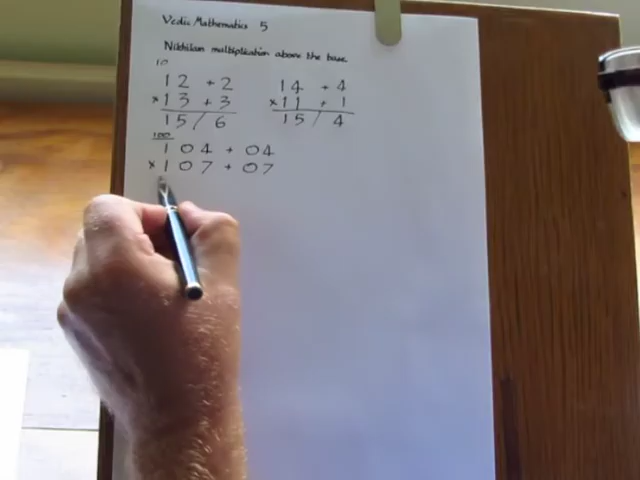 Vedic Mathematics 5
Nikhilam multiplication above the base
10
12 + 2 14 + 4
× 13 + 3 × 11 + 1
15 / 6 15 / 4
100
104 + 04
× 107 + 07